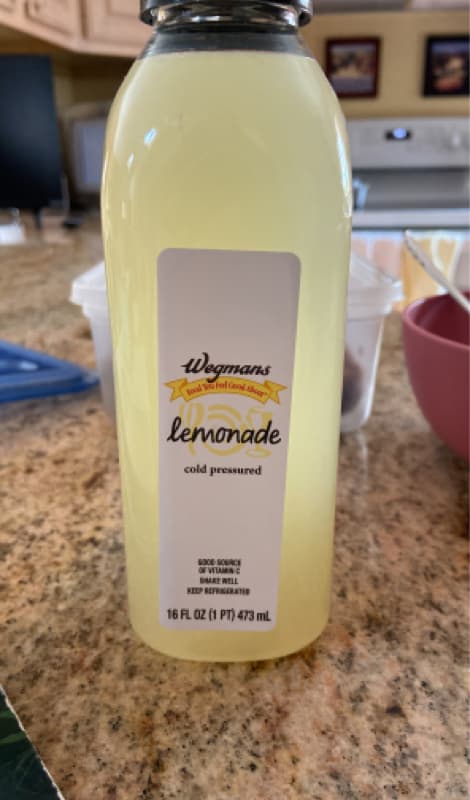 Wegmans
Food You Feel Good About
lemonade
cold pressured
GOOD SOURCE
OF VITAMIN C
SHAKE WELL
KEEP REFRIGERATED
16 FL OZ (1 PT) 473 mL